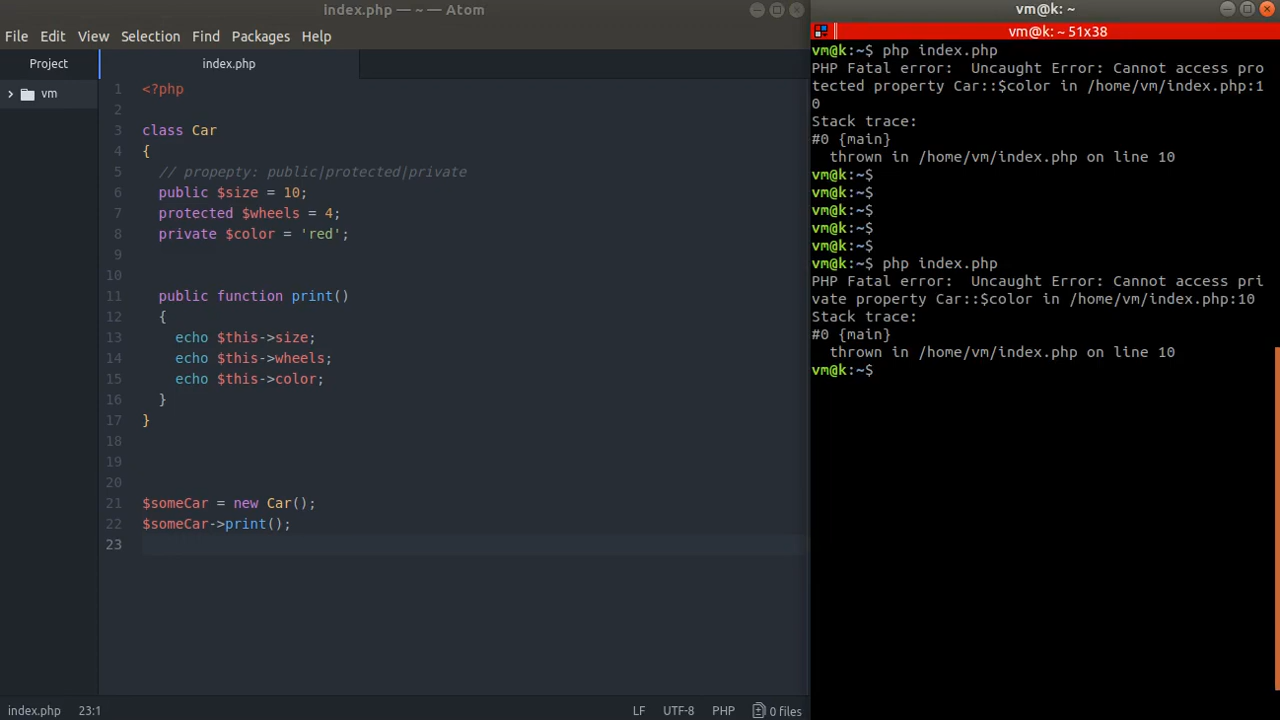 index.php — ~ — Atom
File Edit View Selection Find Packages Help
Project
vm
index.php
1 <?php
2
3 class Car
4 {
5 // propepty: public|protected|private
6 public $size = 10;
7 protected $wheels = 4;
8 private $color = 'red';
9
10
11 public function print()
12 {
13 echo $this->size;
14 echo $this->wheels;
15 echo $this->color;
16 }
17 }
18
19
20
21 $someCar = new Car();
22 $someCar->print();
23
index.php 23:1
LF UTF-8 PHP 0 files
vm@k: ~
vm@k: ~ 51x38
vm@k:~$ php index.php
PHP Fatal error:  Uncaught Error: Cannot access pro
tected property Car::$color in /home/vm/index.php:1
0
Stack trace:
#0 {main}
thrown in /home/vm/index.php on line 10
vm@k:~$
vm@k:~$
vm@k:~$
vm@k:~$
vm@k:~$
vm@k:~$ php index.php
PHP Fatal error:  Uncaught Error: Cannot access pri
vate property Car::$color in /home/vm/index.php:10
Stack trace:
#0 {main}
thrown in /home/vm/index.php on line 10
vm@k:~$